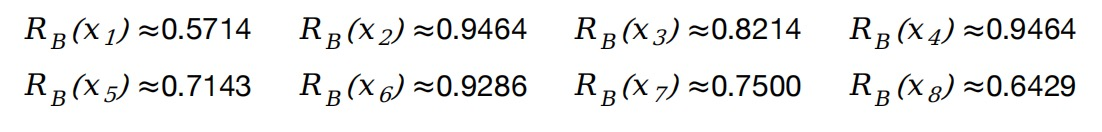 R_B(x_1) ≈0.5714 R_B(x_2) ≈0.9464 R_B(x_3) ≈0.8214 R_B(x_4) ≈0.9464
R_B(x_5) ≈0.7143 R_B(x_6) ≈0.9286 R_B(x_7) ≈0.7500 R_B(x_8) ≈0.6429